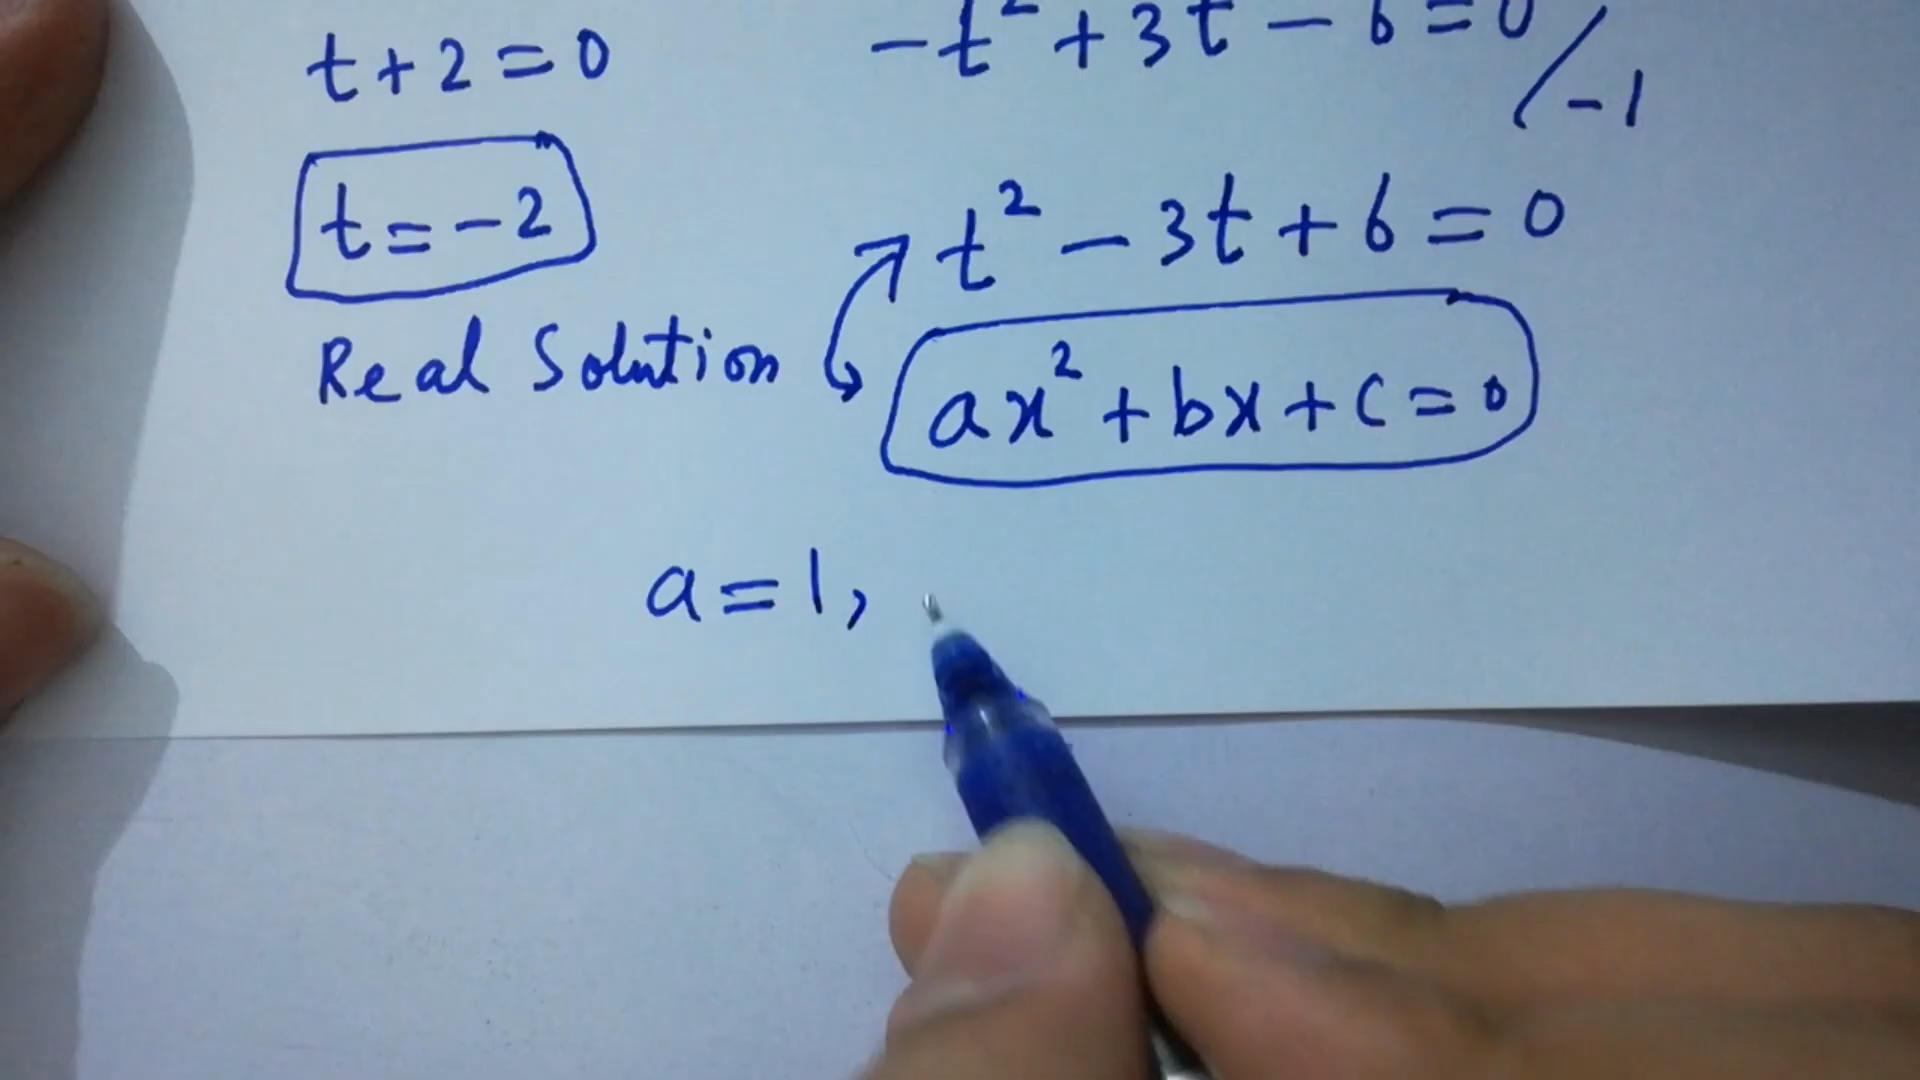 t+2=0
-t²+3t-6=0/-1
t=-2
t²-3t+6=0
Real Solution
ax²+bx+c=0
a=1,